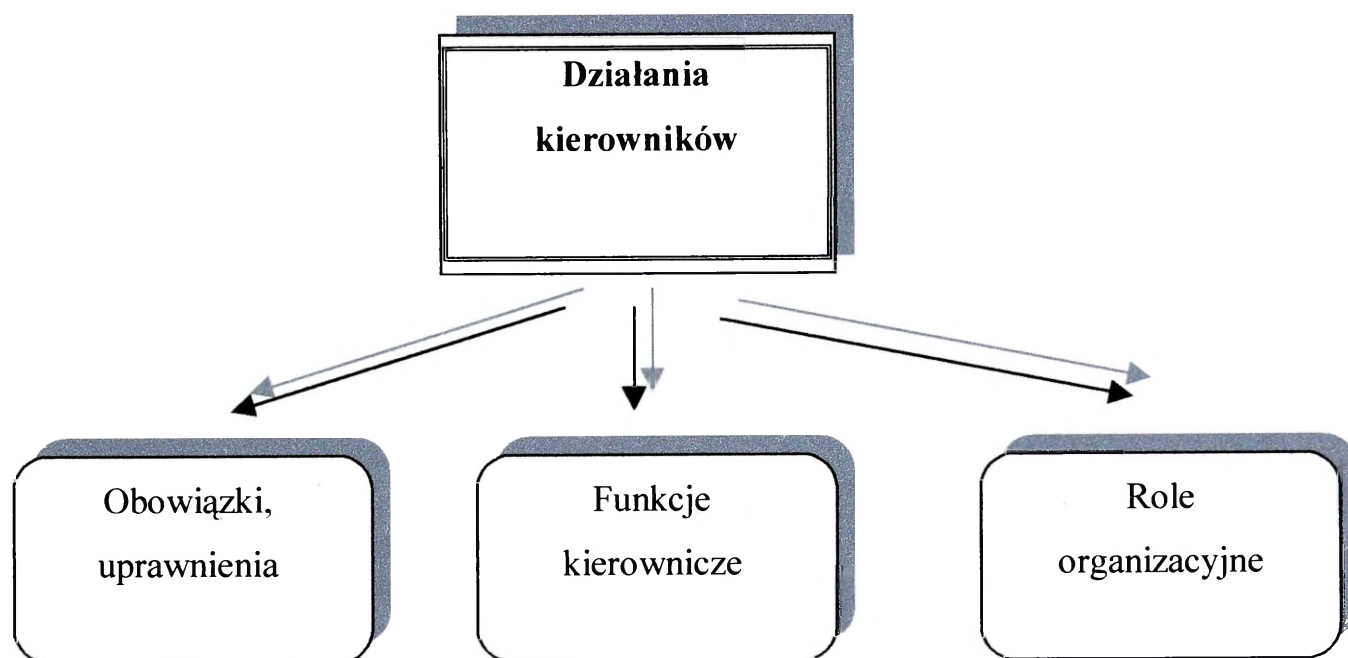 Działania
kierowników
Obowiązki,
uprawnienia
Funkcje
kierownicze
Role
organizacyjne